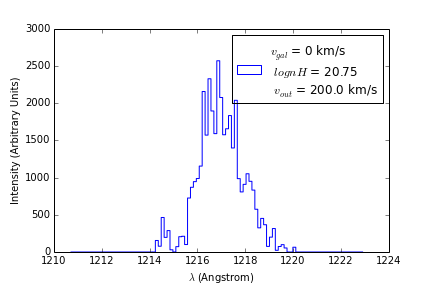 3000
2500
2000
1500
1000
500
0
Intensity (Arbitrary Units)
v_gal = 0 km/s
lognH = 20.75
v_out = 200.0 km/s
1210 1212 1214 1216 1218 1220 1222 1224
λ (Angstrom)